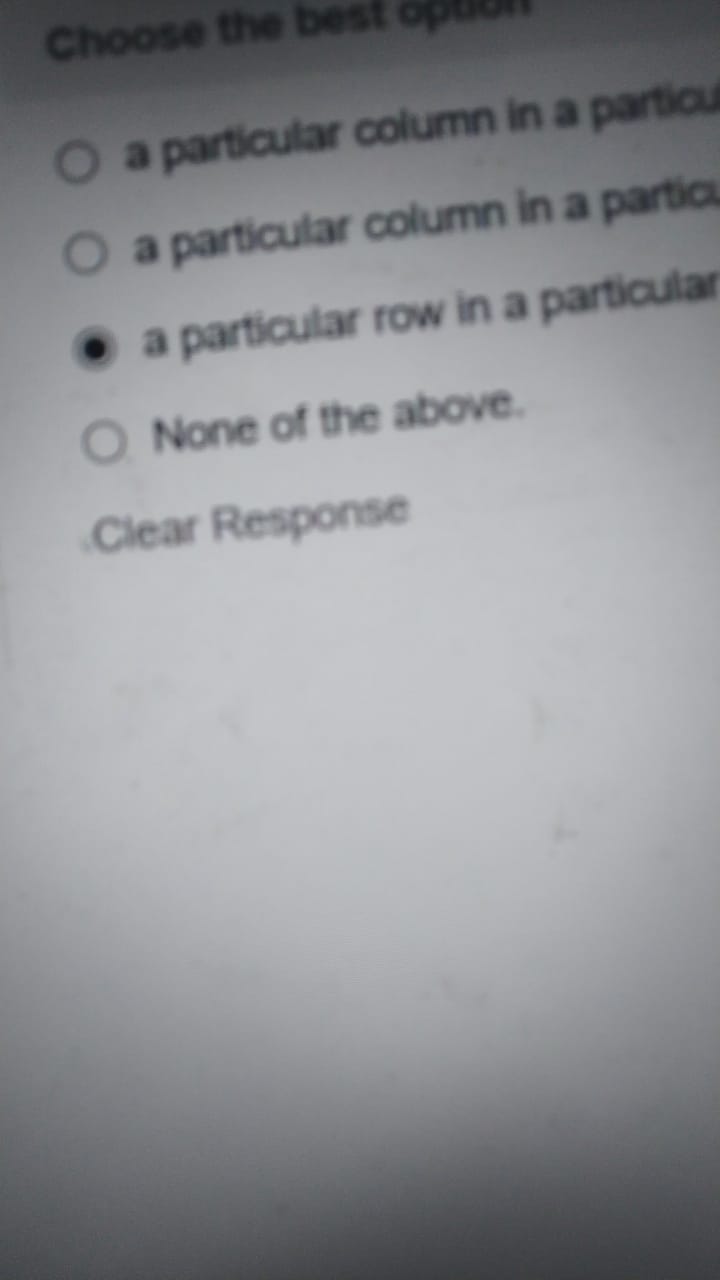 Choose the best option
a particular column in a
a particular column in a
a particular row in a particular
None of the above.
Clear Response